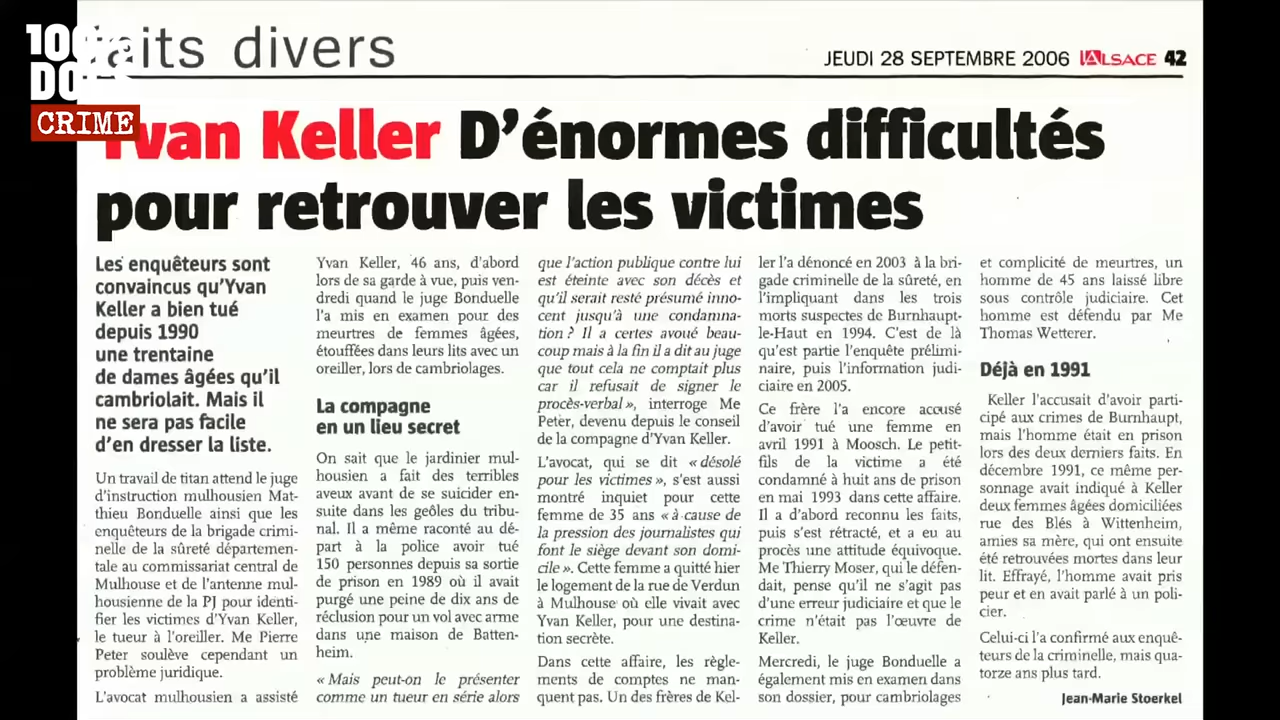 100%
DOCS
CRIME
faits divers
JEUDI 28 SEPTEMBRE 2006 L'ALSACE 42
Yvan Keller D'énormes difficultés
pour retrouver les victimes
Les enquêteurs sont
convaincus qu'Yvan
Keller a bien tué
depuis 1990
une trentaine
de dames âgées qu'il
cambriolait. Mais il
ne sera pas facile
d'en dresser la liste.
Un travail de titan attend le juge
d'instruction mulhousien Mat-
thieu Bonduelle ainsi que les
enquêteurs de la brigade crimi-
nelle de la sûreté départemen-
tale au commissariat central de
Mulhouse et de l'antenne mul-
housienne de la PJ pour identi-
fier les victimes d'Yvan Keller,
le tueur à l'oreiller. Me Pierre
Peter soulève cependant un
problème juridique.
L'avocat mulhousien a assisté
Yvan Keller, 46 ans, d'abord
lors de sa garde à vue, puis ven-
dredi quand le juge Bonduelle
l'a mis en examen pour des
meurtres de femmes âgées,
étouffées dans leurs lits avec un
oreiller, lors de cambriolages.
La compagne
en un lieu secret
On sait que le jardinier mul-
housien a fait des terribles
aveux avant de se suicider en-
suite dans les geôles du tribu-
nal. Il a même raconté au dé-
part à la police avoir tué
150 personnes depuis sa sortie
de prison en 1989 où il avait
purgé une peine de dix ans de
réclusion pour un vol avec arme
dans une maison de Batten-
heim.
« Mais peut-on le présenter
comme un tueur en série alors
que l'action publique contre lui
est éteinte avec son décès et
qu'il serait resté présumé inno-
cent jusqu'à une condamna-
tion ? Il a certes avoué beau-
coup mais à la fin il a dit au juge
que tout cela ne comptait plus
car il refusait de signer le
procès-verbal », interroge Me
Peter, devenu depuis le conseil
de la compagne d'Yvan Keller.
L'avocat, qui se dit « désolé
pour les victimes », s'est aussi
montré inquiet pour cette
femme de 35 ans « à cause de
la pression des journalistes qui
font le siège devant son domi-
cile ». Cette femme a quitté hier
le logement de la rue de Verdun
à Mulhouse où elle vivait avec
Yvan Keller, pour une destina-
tion secrète.
Dans cette affaire, les règle-
ments de comptes ne man-
quent pas. Un des frères de Kel-
ler l'a dénoncé en 2003 à la bri-
gade criminelle de la sûreté, en
l'impliquant dans les trois
morts suspectes de Burnhaupt-
le-Haut en 1994. C'est de là
qu'est partie l'enquête prélimi-
naire, puis l'information judi-
ciaire en 2005.
Ce frère l'a encore accusé
d'avoir tué une femme en
avril 1991 à Moosch. Le petit-
fils de la victime a été
condamné à huit ans de prison
en mai 1993 dans cette affaire.
Il a d'abord reconnu les faits,
puis s'est rétracté, et a eu au
procès une attitude équivoque.
Me Thierry Moser, qui le défen-
dait, pense qu'il ne s'agit pas
d'une erreur judiciaire et que le
crime n'était pas l'œuvre de
Keller.
Mercredi, le juge Bonduelle a
également mis en examen dans
son dossier, pour cambriolages
et complicité de meurtres, un
homme de 45 ans laissé libre
sous contrôle judiciaire. Cet
homme est défendu par Me
Thomas Wetterer.
Déjà en 1991
Keller l'accusait d'avoir parti-
cipé aux crimes de Burnhaupt,
mais l'homme était en prison
lors des deux derniers faits. En
décembre 1991, ce même per-
sonnage avait indiqué à Keller
deux femmes âgées domiciliées
rue des Blés à Wittenheim,
amies sa mère, qui ont ensuite
été retrouvées mortes dans leur
lit. Effrayé, l'homme avait pris
peur et en avait parlé à un poli-
cier.
Celui-ci l'a confirmé aux enquê-
teurs de la criminelle, mais qua-
torze ans plus tard.
Jean-Marie Stoerkel